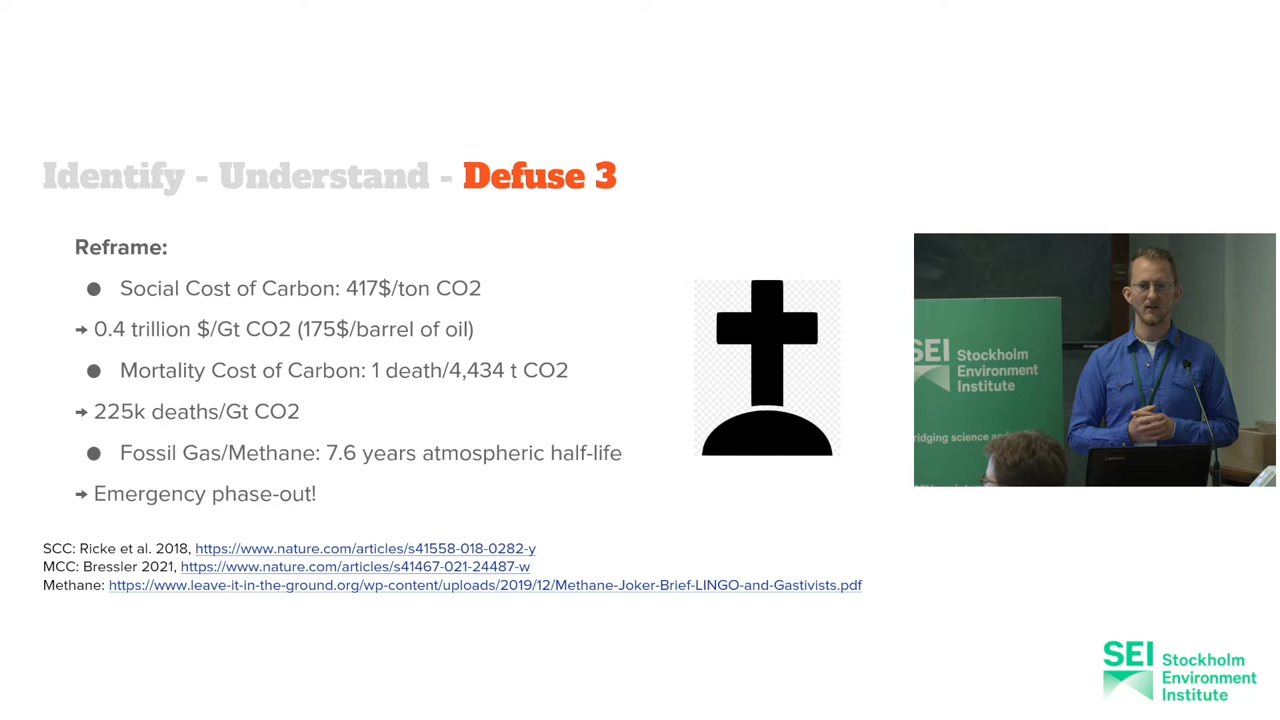 Identify - Understand - Defuse 3
Reframe:
● Social Cost of Carbon: 417$/ton CO2
→ 0.4 trillion $/Gt CO2 (175$/barrel of oil)
● Mortality Cost of Carbon: 1 death/4,434 t CO2
→ 225k deaths/Gt CO2
● Fossil Gas/Methane: 7.6 years atmospheric half-life
→ Emergency phase-out!
SCC: Ricke et al. 2018, https://www.nature.com/articles/s41558-018-0282-y
MCC: Bressler 2021, https://www.nature.com/articles/s41467-021-24487-w
Methane: https://www.leave-it-in-the-ground.org/wp-content/uploads/2019/12/Methane-Joker-Brief-LINGO-and-Gastivists.pdf
SEI Stockholm
Environment
Institute
ridging science and
Lenovo
SEI Stockholm
Environment
Institute